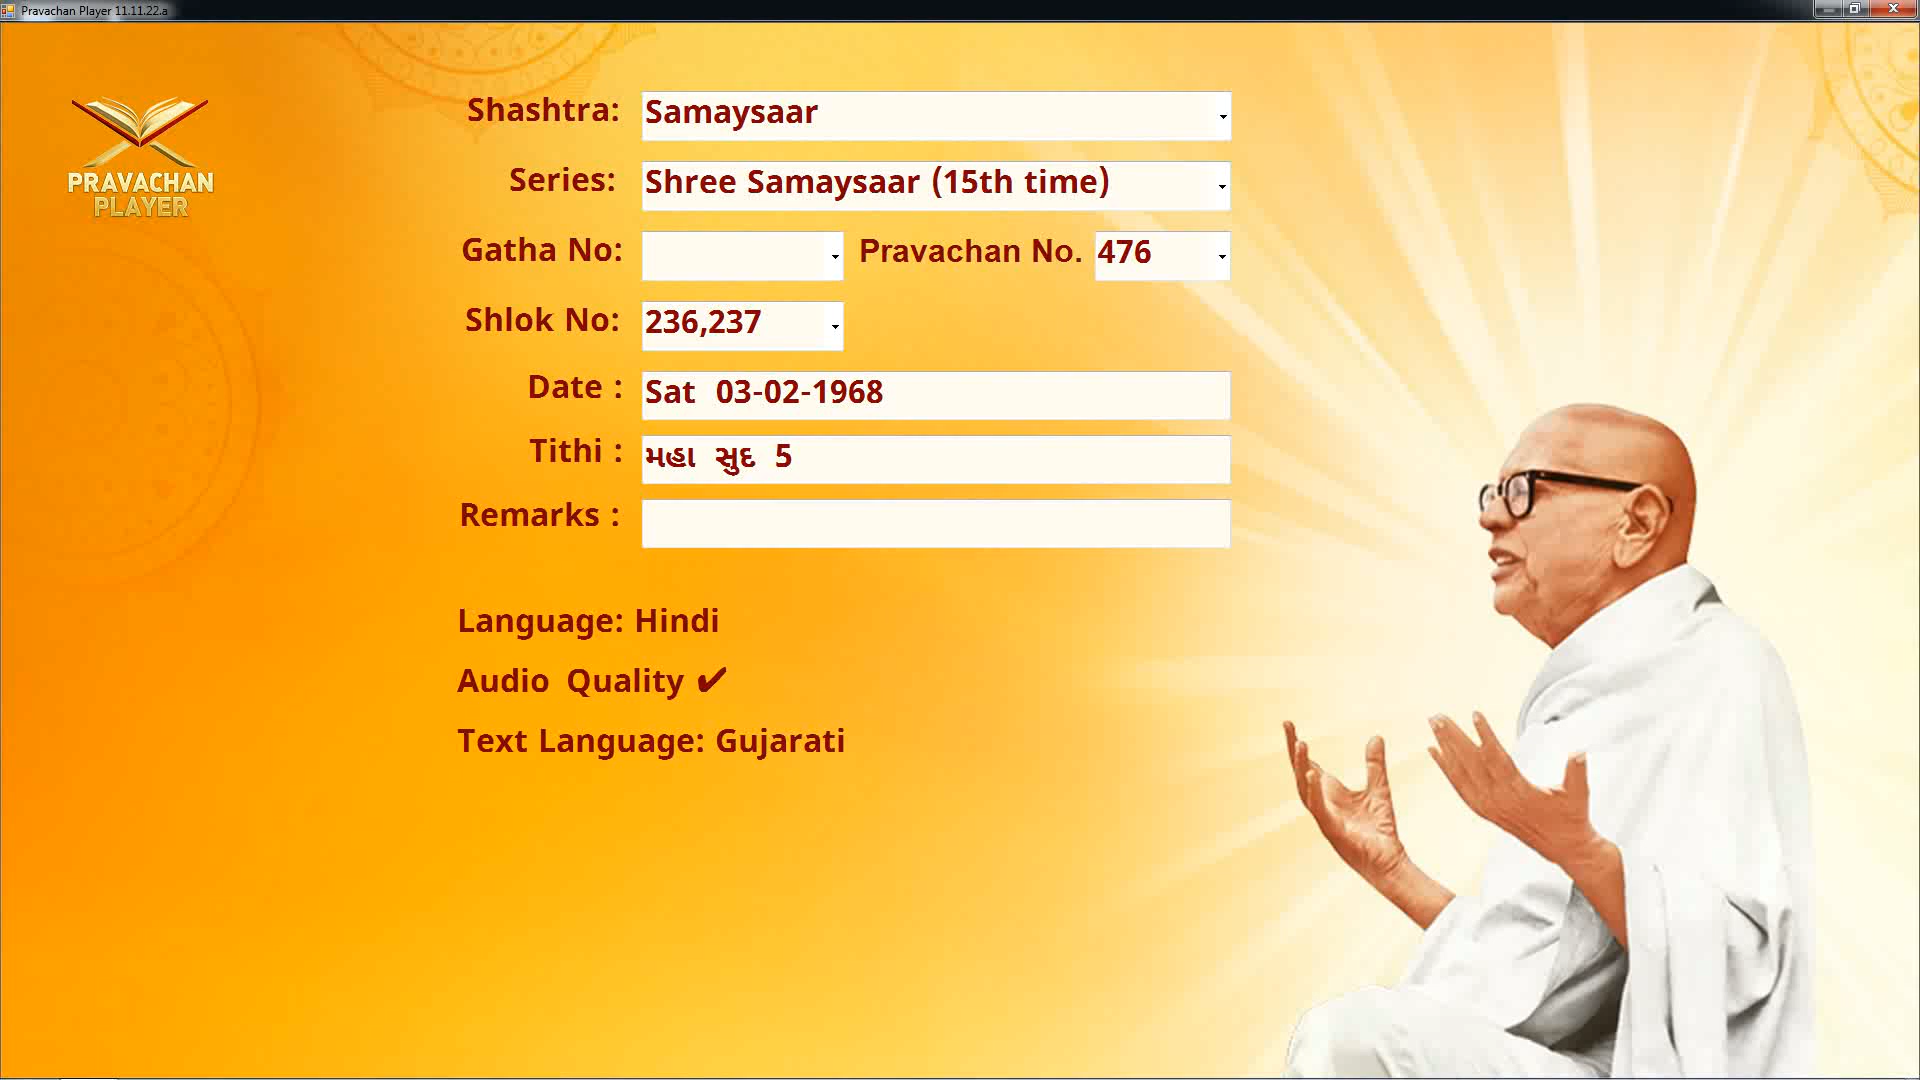 Pravachan Player 11.11.22.a
PRAVACHAN
PLAYER
Shashtra: Samaysaar
Series: Shree Samaysaar (15th time)
Gatha No: Pravachan No. 476
Shlok No: 236,237
Date : Sat 03-02-1968
Tithi : મહા સુદ 5
Remarks :
Language: Hindi
Audio Quality ✔
Text Language: Gujarati